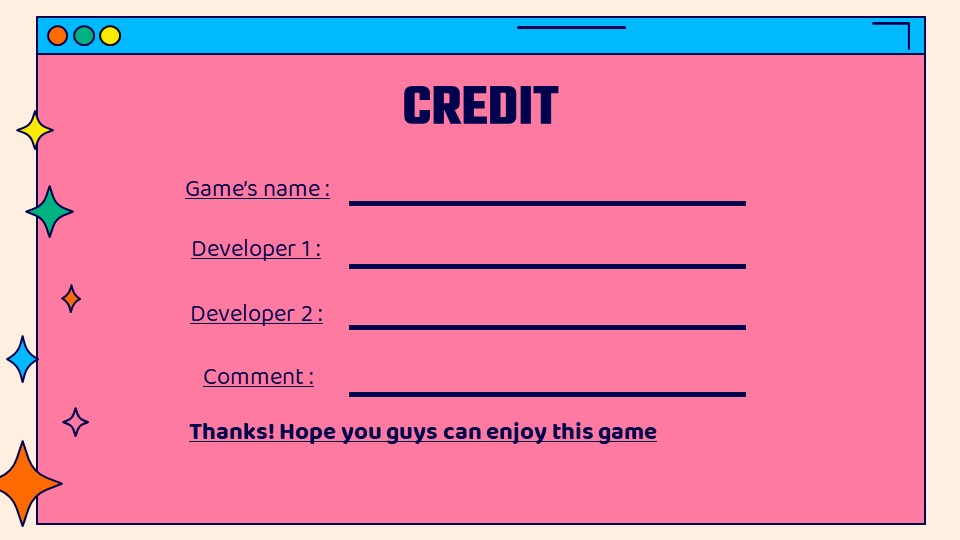 CREDIT
Game's name :
Developer 1 :
Developer 2 :
Comment :
Thanks! Hope you guys can enjoy this game